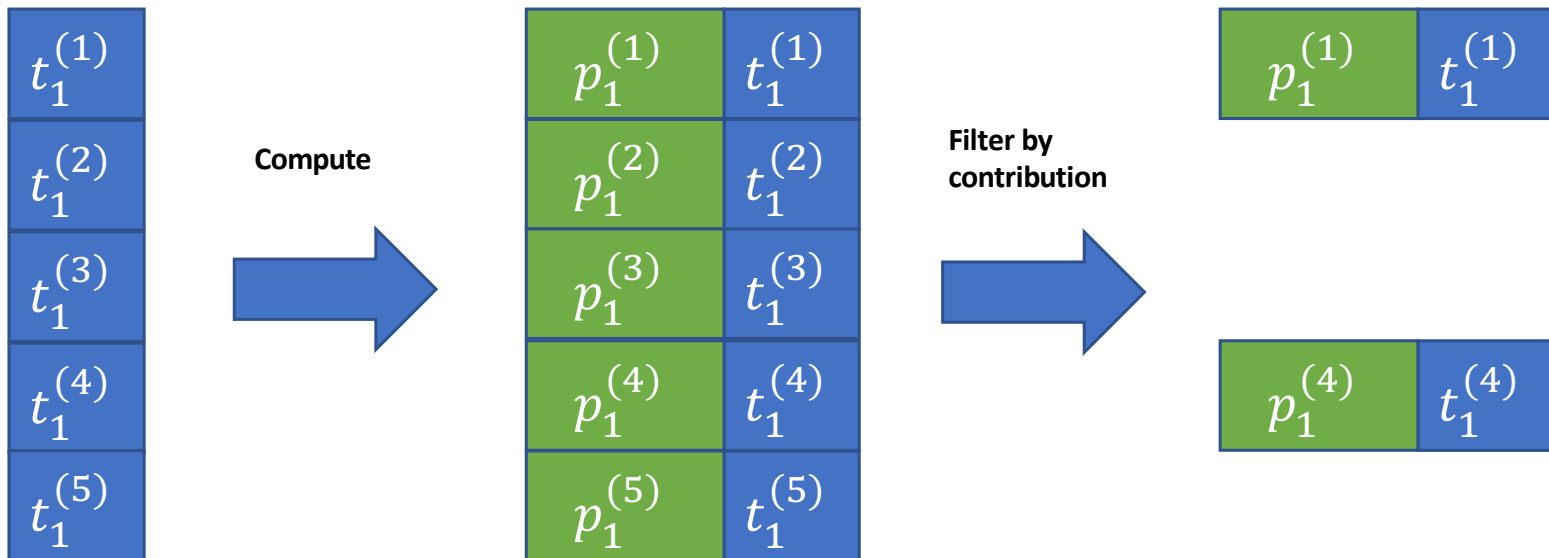 t_1^{(1)}
t_1^{(2)}
t_1^{(3)}
t_1^{(4)}
t_1^{(5)}
Compute
p_1^{(1)} t_1^{(1)}
p_1^{(2)} t_1^{(2)}
p_1^{(3)} t_1^{(3)}
p_1^{(4)} t_1^{(4)}
p_1^{(5)} t_1^{(5)}
Filter by
contribution
p_1^{(1)} t_1^{(1)}
p_1^{(4)} t_1^{(4)}